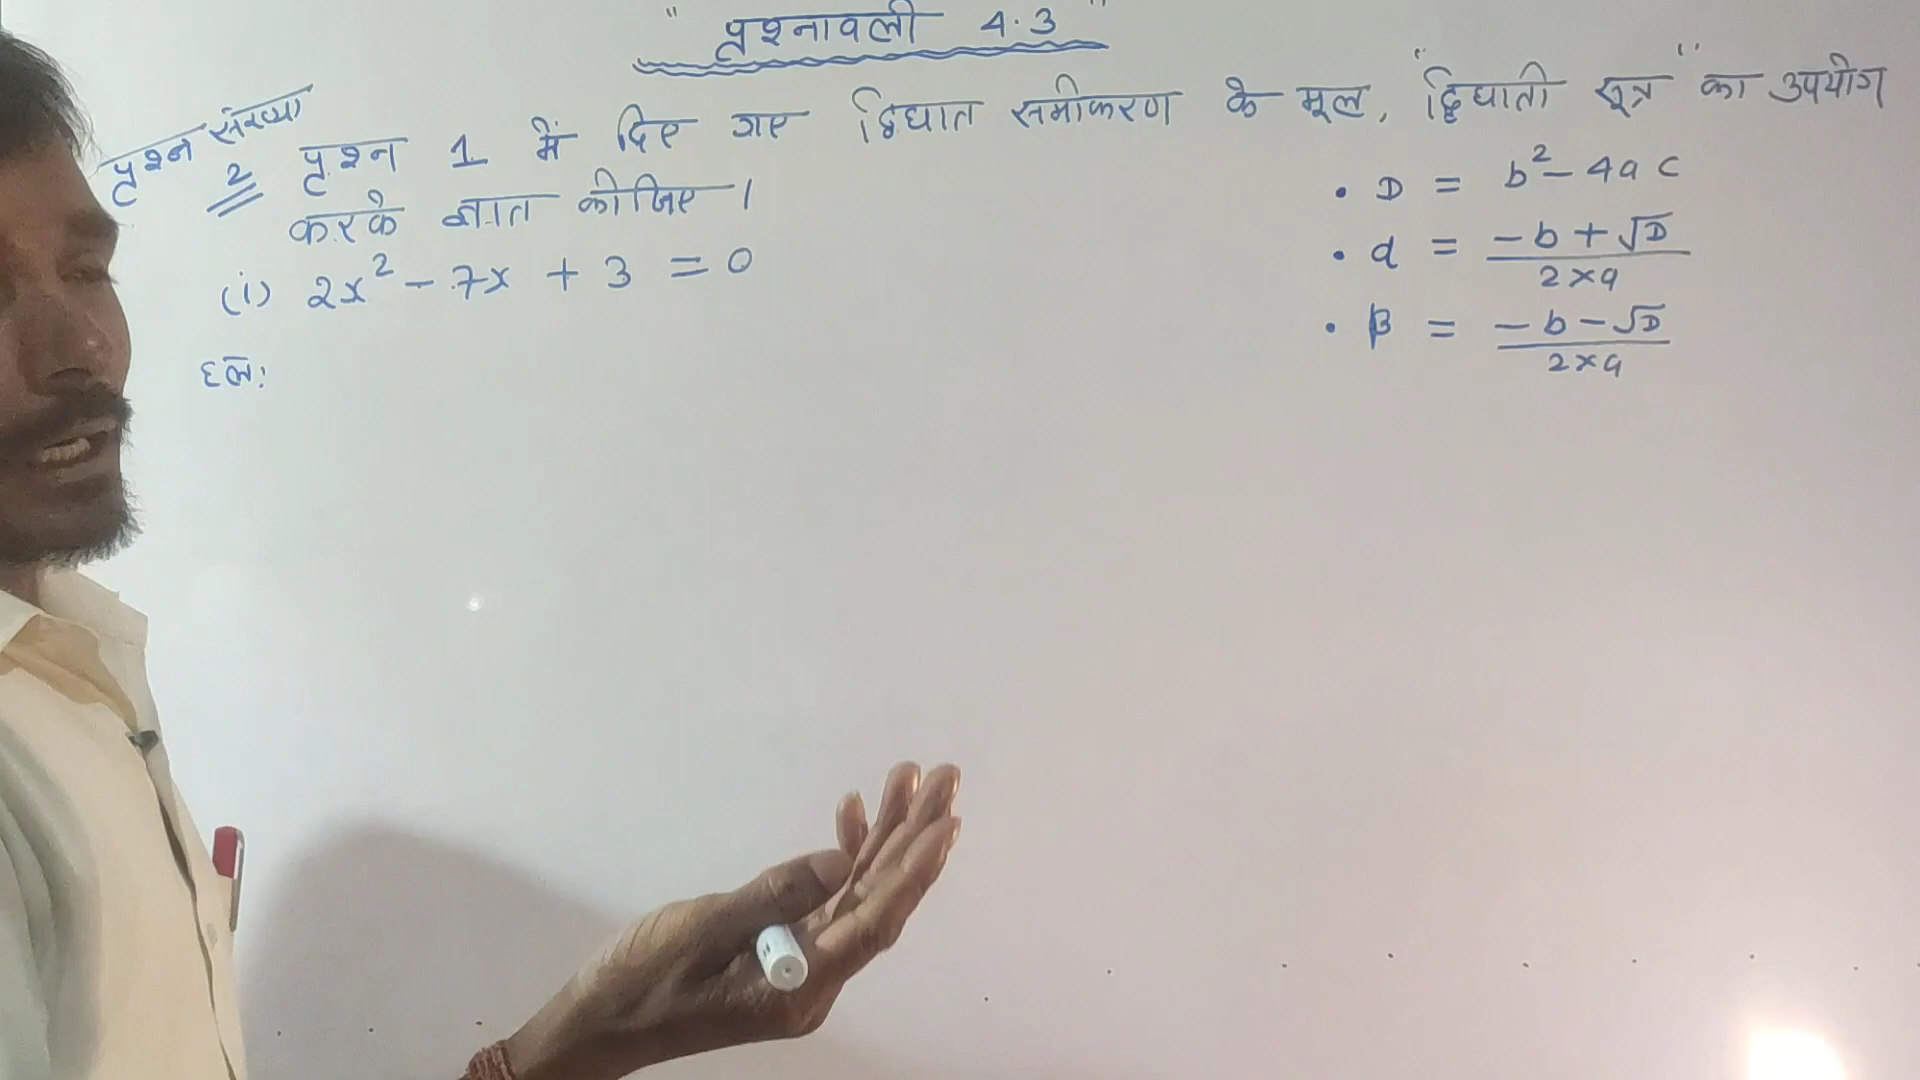 " प्रश्नावली 4.3 "
प्रश्न संख्या
2 प्रश्न 1 में दिए गए द्विघात समीकरण के मूल, "द्विघाती सूत्र" का उपयोग
करके ज्ञात कीजिए।
(i) 2x² - 7x + 3 = 0
हल:
• D = b² - 4ac
• α = (-b + √D) / (2×a)
• β = (-b - √D) / (2×a)